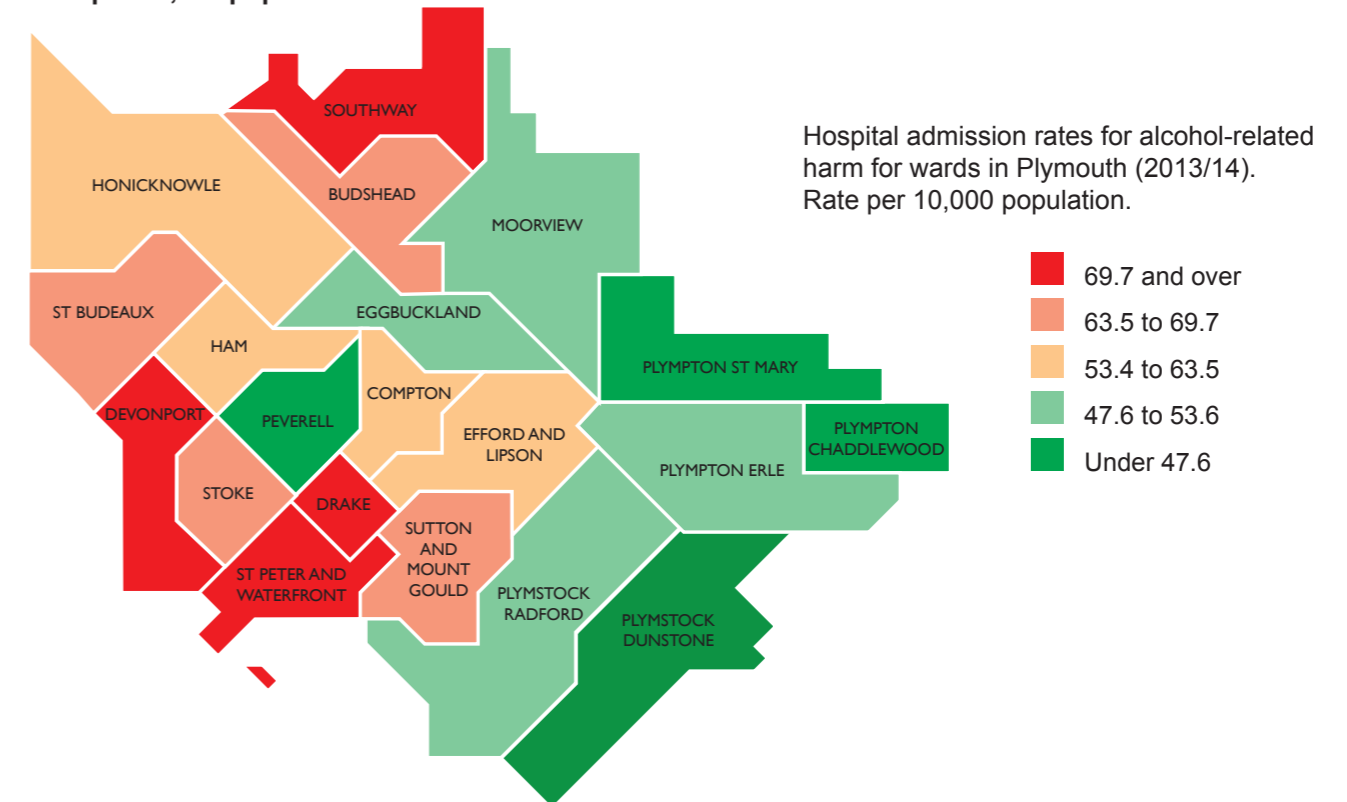 SOUTHWAY
HONICKNOWLE
BUDSHEAD
MOORVIEW
ST BUDEAUX
EGGBUCKLAND
HAM
PLYMPTON ST MARY
COMPTON
DEVONPORT
PEVERELL
EFFORD AND
LIPSON
PLYMPTON
CHADDLEWOOD
PLYMPTON ERLE
STOKE
DRAKE
SUTTON
AND
MOUNT
GOULD
ST PETER AND
WATERFRONT
PLYMSTOCK
RADFORD
PLYMSTOCK
DUNSTONE
Hospital admission rates for alcohol-related
harm for wards in Plymouth (2013/14).
Rate per 10,000 population.
69.7 and over
63.5 to 69.7
53.4 to 63.5
47.6 to 53.6
Under 47.6